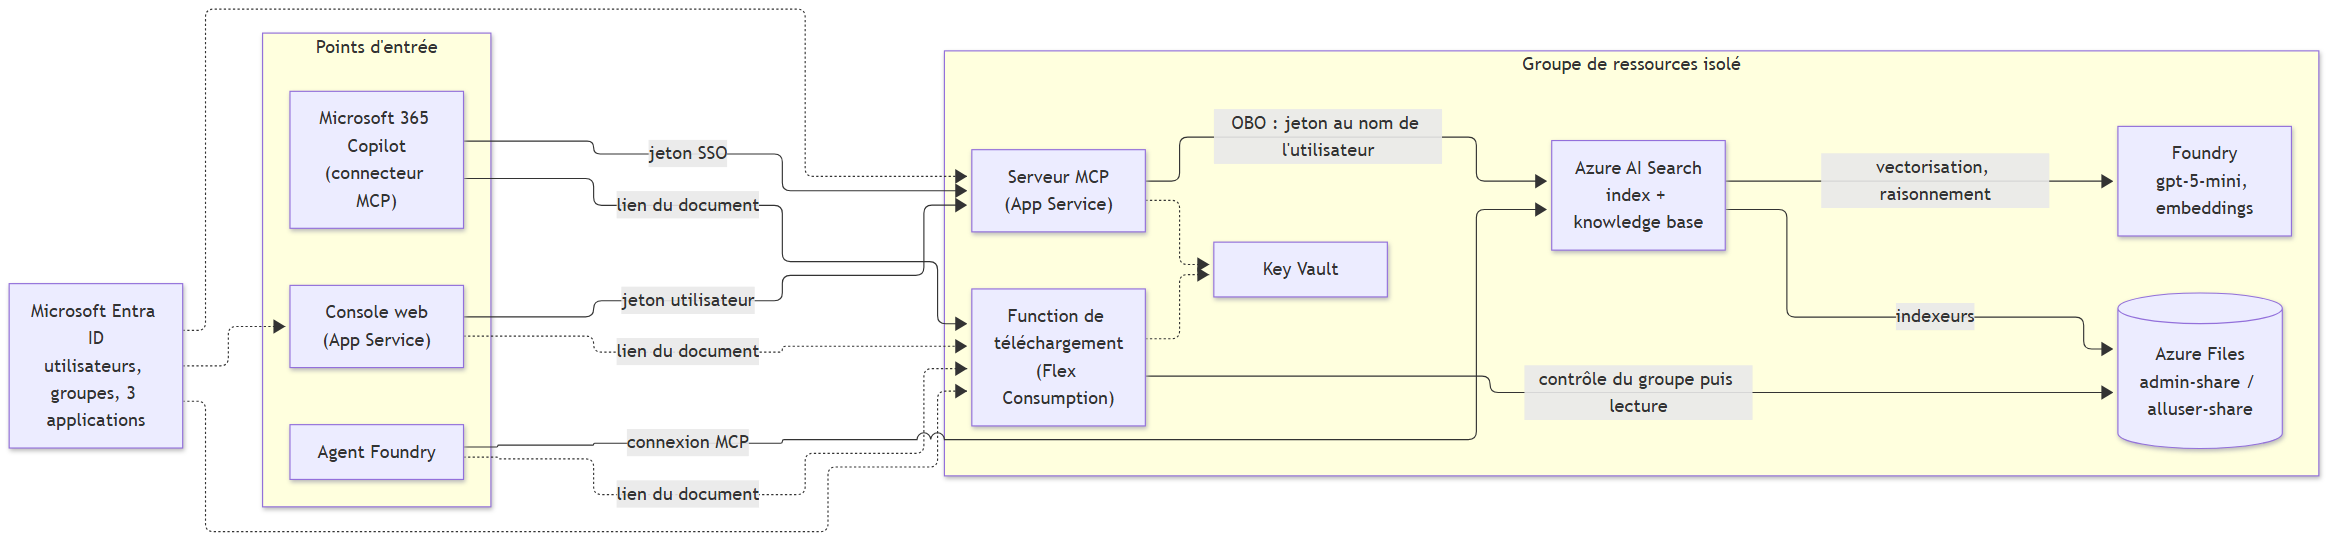 Points d'entrée
Groupe de ressources isolé
Microsoft 365
Copilot
(connecteur
MCP)
jeton SSO
lien du document
Serveur MCP
(App Service)
OBO : jeton au nom de
l'utilisateur
Azure AI Search
index +
knowledge base
vectorisation,
raisonnement
Foundry
gpt-5-mini,
embeddings
Key Vault
Microsoft Entra
ID
utilisateurs,
groupes, 3
applications
Console web
(App Service)
jeton utilisateur
lien du document
Function de
téléchargement
(Flex
Consumption)
indexeurs
contrôle du groupe puis
lecture
Azure Files
admin-share /
alluser-share
Agent Foundry
connexion MCP
lien du document